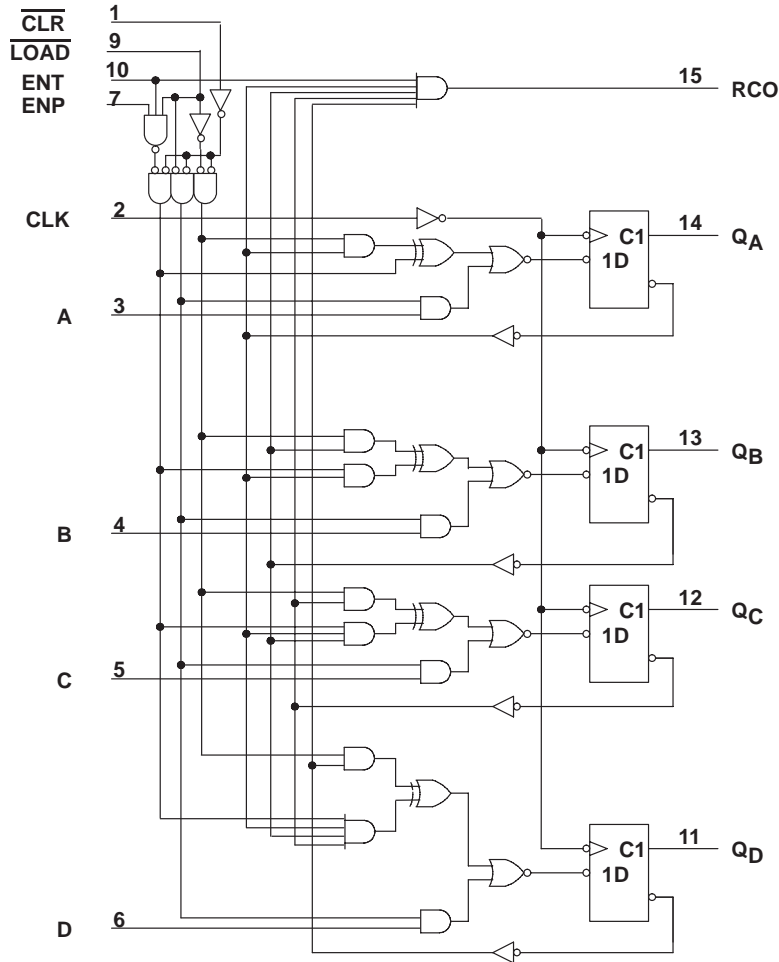 CLR 1
LOAD 9
ENT 10
ENP 7
15 RCO
CLK 2
C1 14 QA
1D
A 3
C1 13 QB
1D
B 4
C1 12 QC
1D
C 5
C1 11 QD
1D
D 6